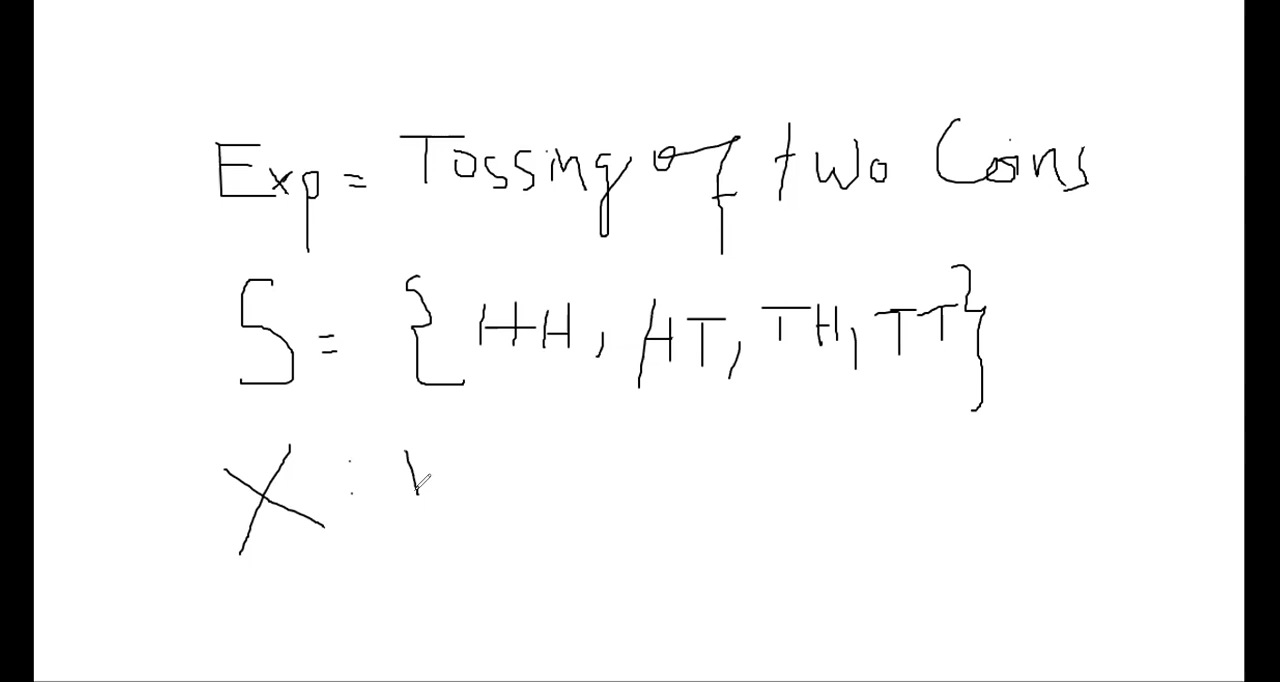 Exp = Tossing of two Coins
S = { HH, HT, TH, TT }
X :